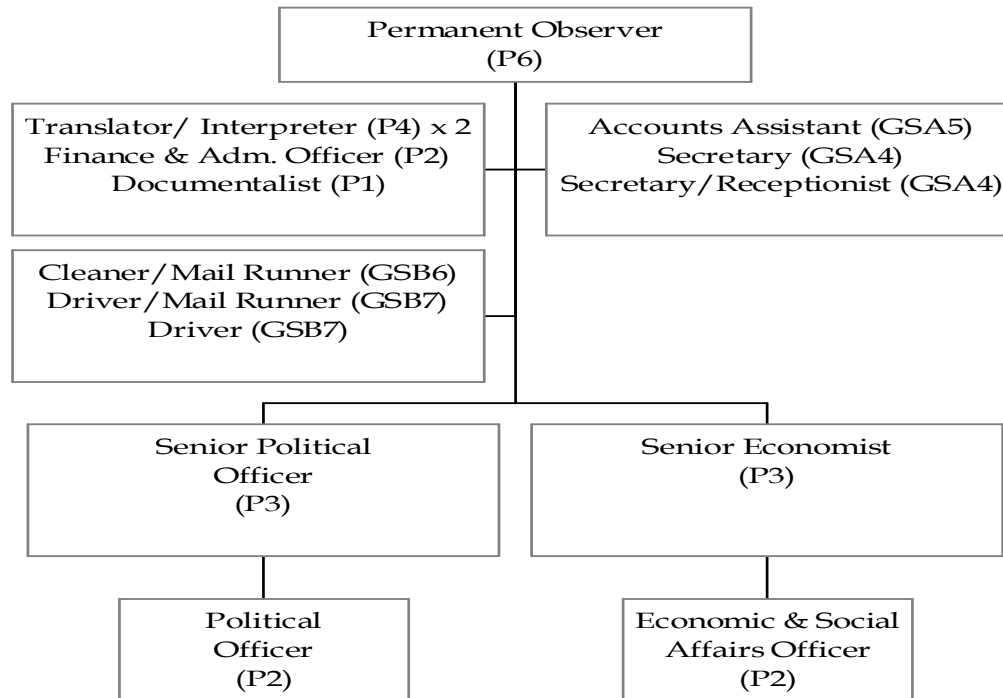 Permanent Observer
(P6)
Translator/ Interpreter (P4) x 2
Finance & Adm. Officer (P2)
Documentalist (P1)
Accounts Assistant (GSA5)
Secretary (GSA4)
Secretary/Receptionist (GSA4)
Cleaner/Mail Runner (GSB6)
Driver/Mail Runner (GSB7)
Driver (GSB7)
Senior Political
Officer
(P3)
Senior Economist
(P3)
Political
Officer
(P2)
Economic & Social
Affairs Officer
(P2)